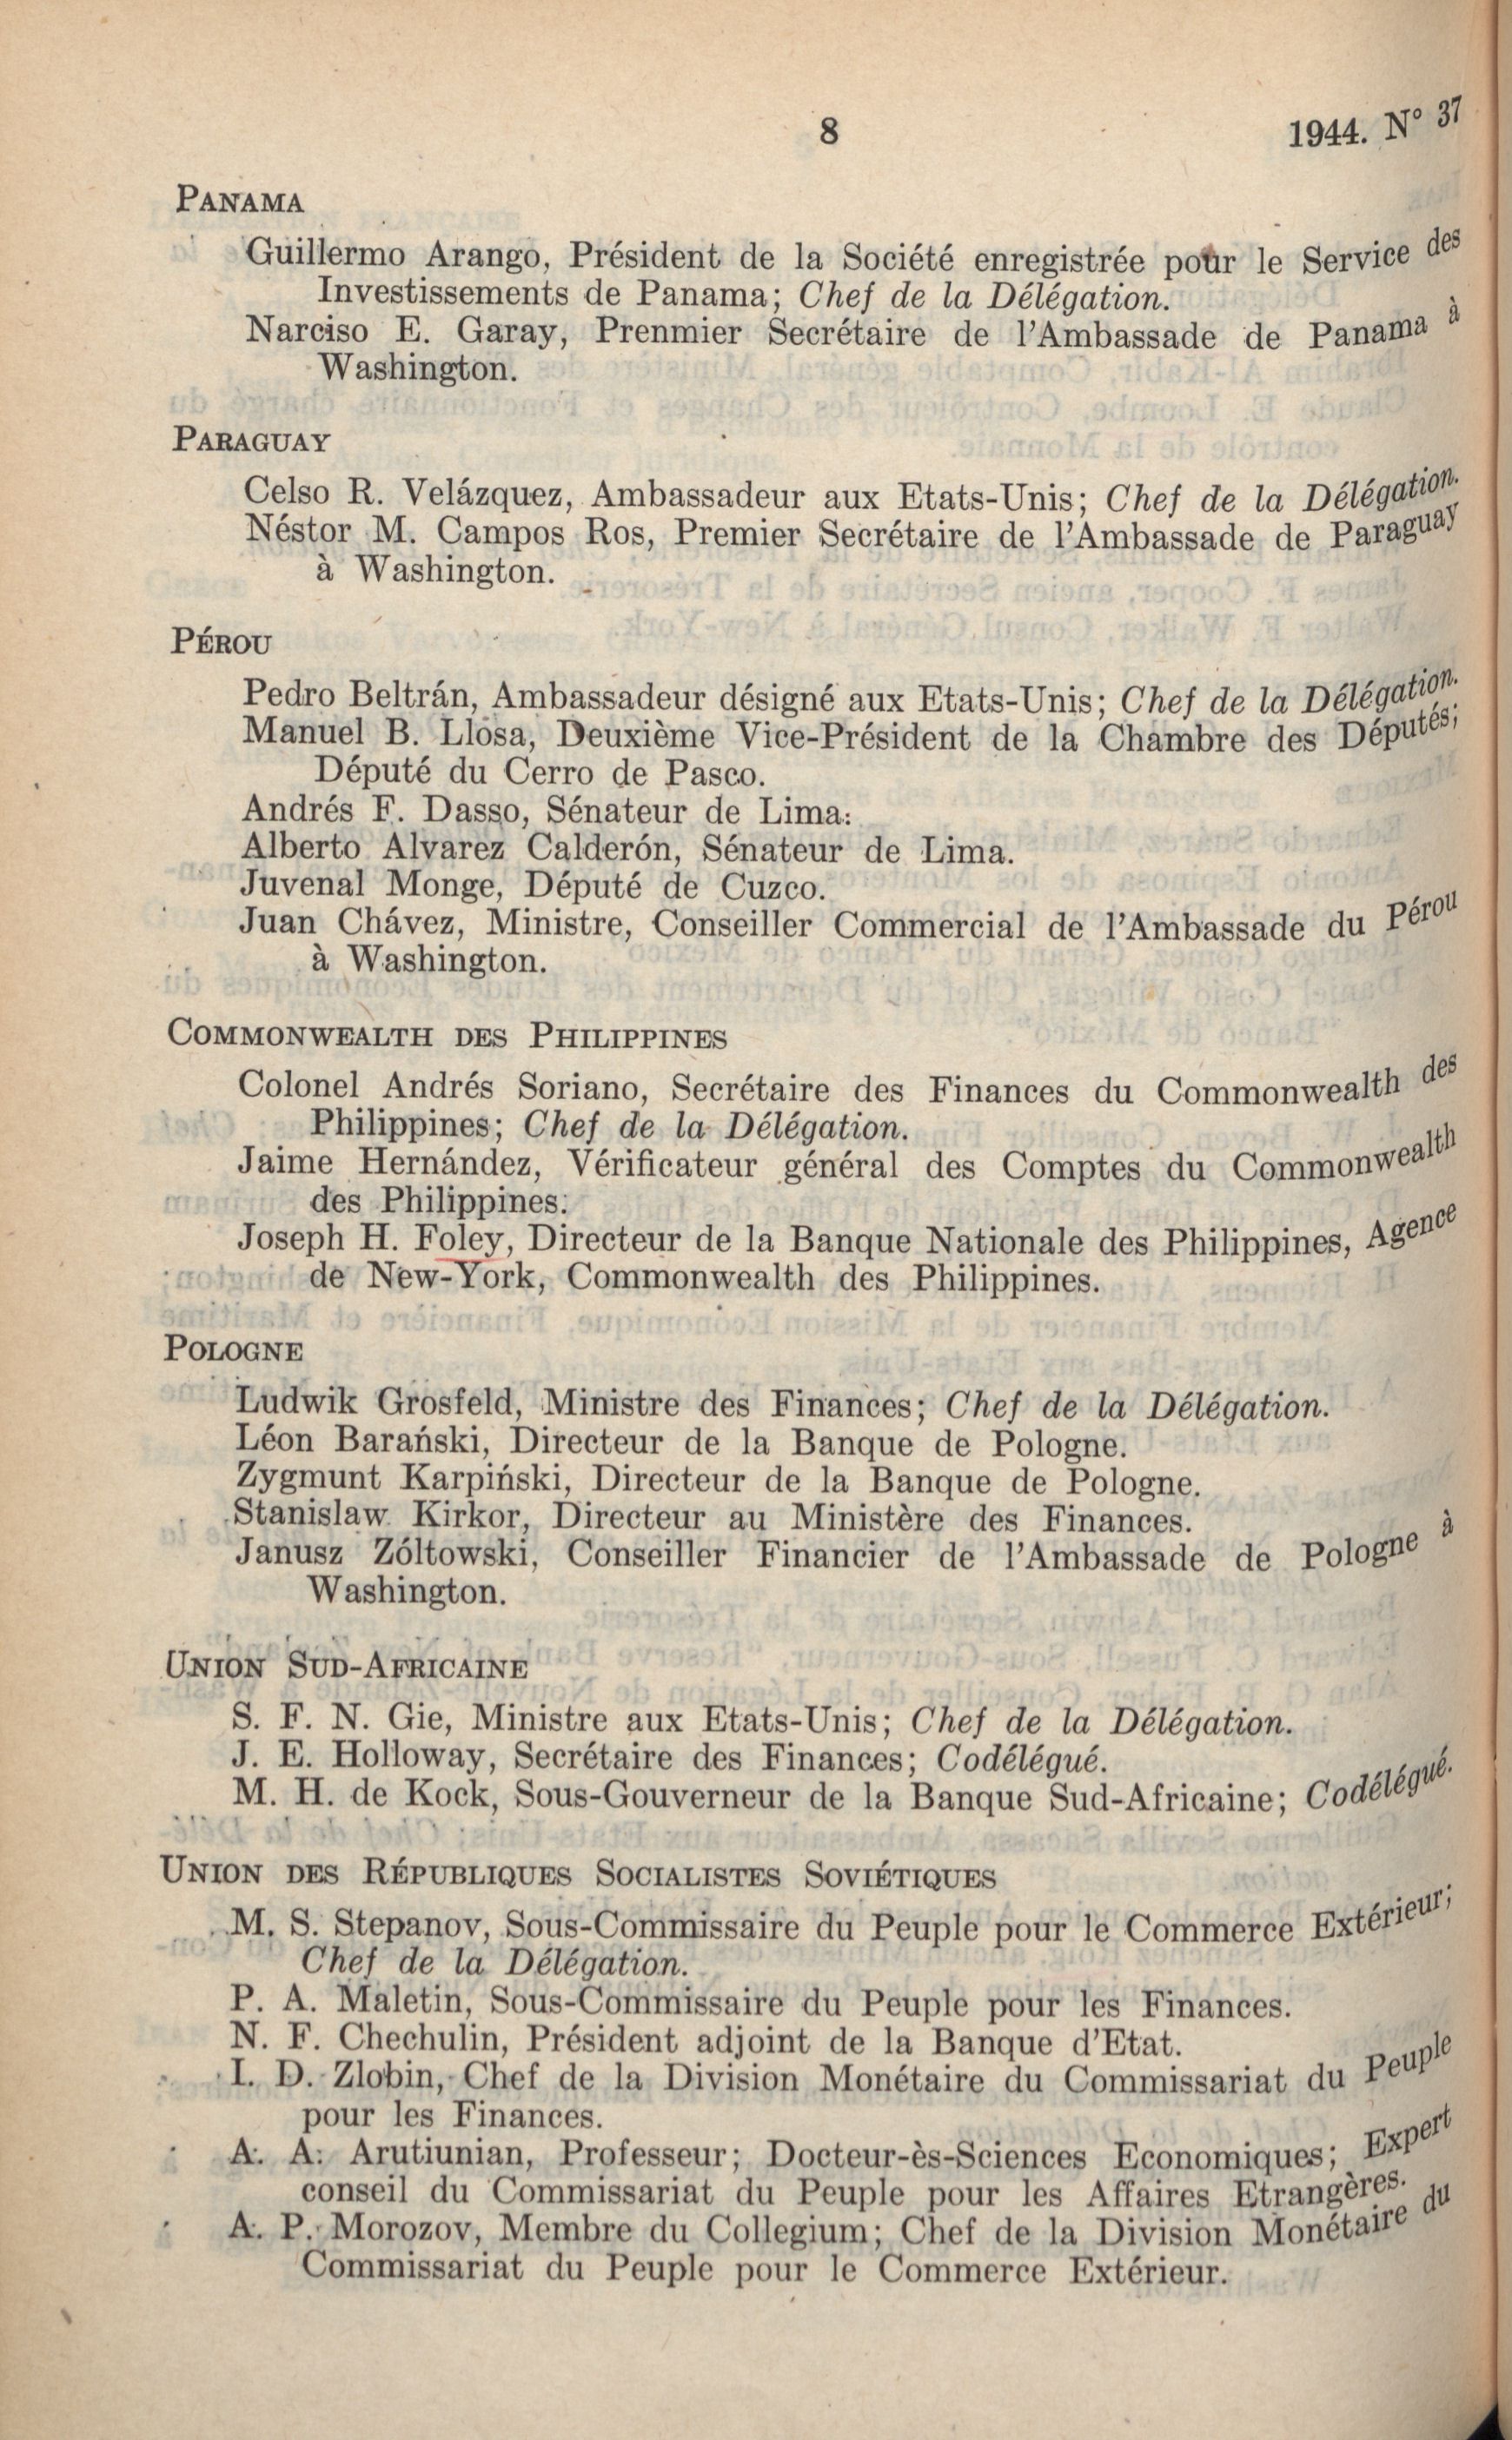 8
1944. N° 37
PANAMA
Guillermo Arango, Président de la Société enregistrée pour le Service des
Investissements de Panama; Chef de la Délégation.
Narciso E. Garay, Prenmier Secrétaire de l'Ambassade de Panama à
Washington.
PARAGUAY
Celso R. Velázquez, Ambassadeur aux Etats-Unis; Chef de la Délégation.
Néstor M. Campos Ros, Premier Secrétaire de l'Ambassade de Paraguay
à Washington.
PÉROU
Pedro Beltrán, Ambassadeur désigné aux Etats-Unis; Chef de la Délégation.
Manuel B. Llosa, Deuxième Vice-Président de la Chambre des Députés;
Député du Cerro de Pasco.
Andrés F. Dasso, Sénateur de Lima.
Alberto Alvarez Calderón, Sénateur de Lima.
Juvenal Monge, Député de Cuzco.
Juan Chávez, Ministre, Conseiller Commercial de l'Ambassade du Pérou
à Washington.
COMMONWEALTH DES PHILIPPINES
Colonel Andrés Soriano, Secrétaire des Finances du Commonwealth des
Philippines; Chef de la Délégation.
Jaime Hernández, Vérificateur général des Comptes du Commonwealth
des Philippines.
Joseph H. Foley, Directeur de la Banque Nationale des Philippines, Agence
de New-York, Commonwealth des Philippines.
POLOGNE
Ludwik Grosfeld, Ministre des Finances; Chef de la Délégation.
Léon Barański, Directeur de la Banque de Pologne.
Zygmunt Karpiński, Directeur de la Banque de Pologne.
Stanislaw Kirkor, Directeur au Ministère des Finances.
Janusz Zóltowski, Conseiller Financier de l'Ambassade de Pologne à
Washington.
UNION SUD-AFRICAINE
S. F. N. Gie, Ministre aux Etats-Unis; Chef de la Délégation.
J. E. Holloway, Secrétaire des Finances; Codélégué.
M. H. de Kock, Sous-Gouverneur de la Banque Sud-Africaine; Codélégué.
UNION DES RÉPUBLIQUES SOCIALISTES SOVIÉTIQUES
M. S. Stepanov, Sous-Commissaire du Peuple pour le Commerce Extérieur;
Chef de la Délégation.
P. A. Maletin, Sous-Commissaire du Peuple pour les Finances.
N. F. Chechulin, Président adjoint de la Banque d'Etat.
I. D. Zlobin, Chef de la Division Monétaire du Commissariat du Peuple
pour les Finances.
A. A. Arutiunian, Professeur; Docteur-ès-Sciences Economiques; Expert
conseil du Commissariat du Peuple pour les Affaires Etrangères.
A. P. Morozov, Membre du Collegium; Chef de la Division Monétaire du
Commissariat du Peuple pour le Commerce Extérieur.